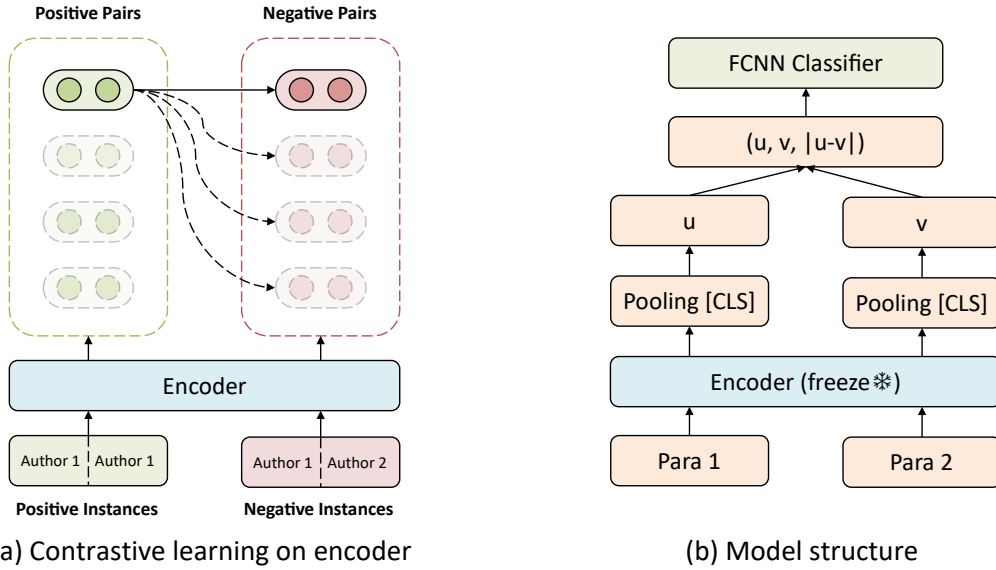 Positive Pairs
Negative Pairs
Encoder
Author 1
Author 1
Author 1
Author 2
Positive Instances
Negative Instances
a) Contrastive learning on encoder
FCNN Classifier
(u, v, |u-v|)
u
v
Pooling [CLS]
Pooling [CLS]
Encoder (freeze❄)
Para 1
Para 2
(b) Model structure